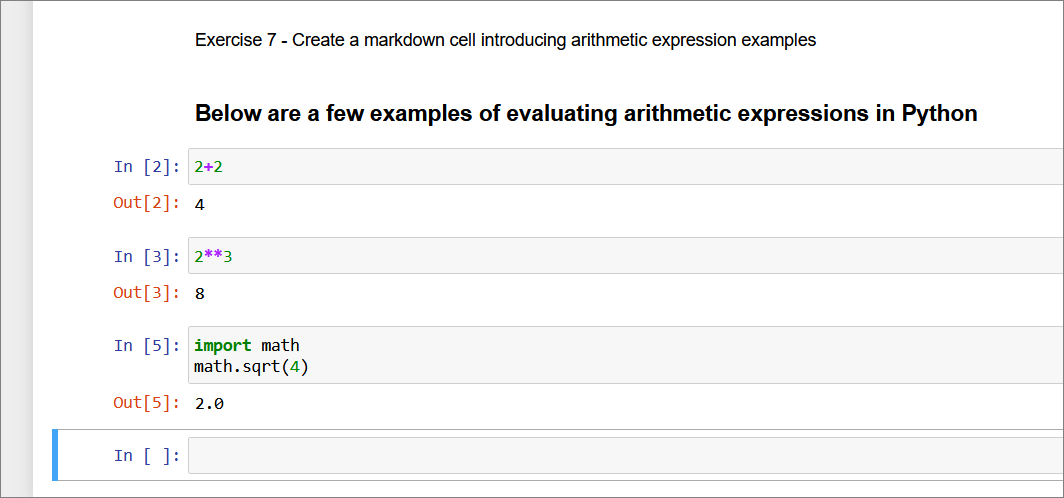 Exercise 7 - Create a markdown cell introducing arithmetic expression examples
Below are a few examples of evaluating arithmetic expressions in Python
In [2]: 2+2
Out[2]: 4
In [3]: 2**3
Out[3]: 8
In [5]: import math
math.sqrt(4)
Out[5]: 2.0
In [ ]: